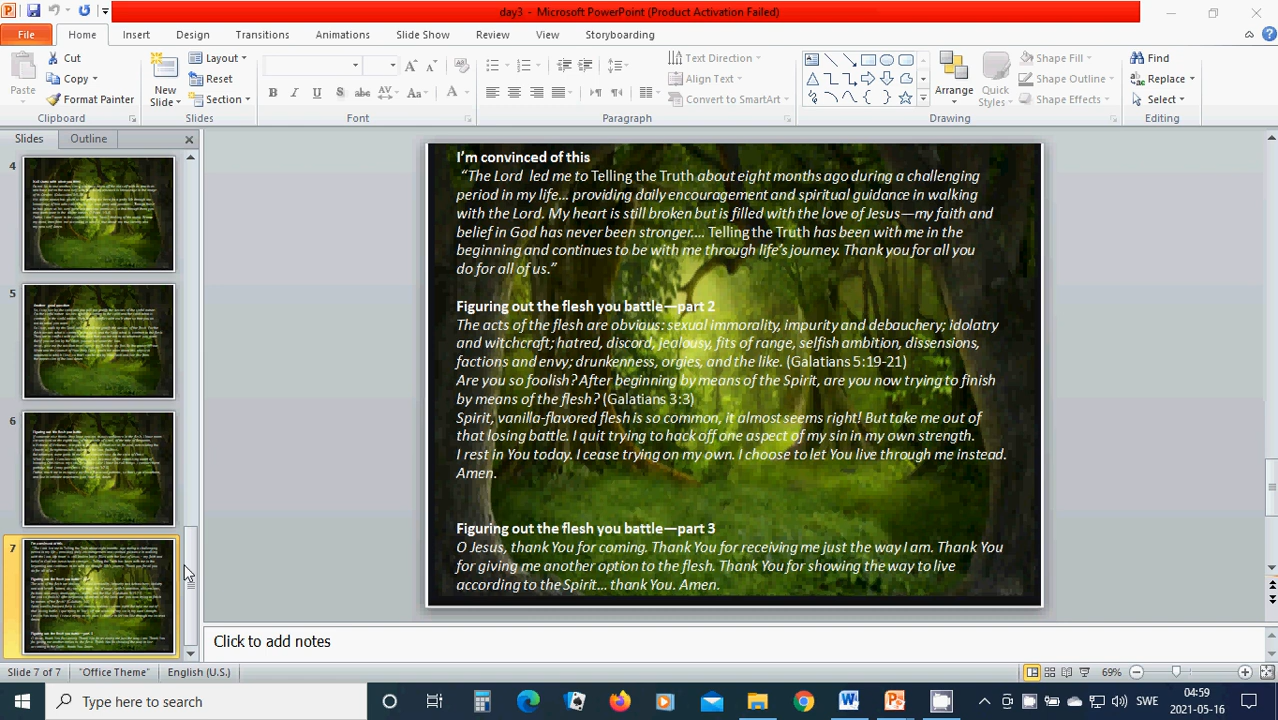 day3 - Microsoft PowerPoint (Product Activation Failed)
File Home Insert Design Transitions Animations Slide Show Review View Storyboarding
Cut
Copy
Format Painter
Paste
Clipboard
New
Slide
Layout
Reset
Section
Slides
Font
Text Direction
Align Text
Convert to SmartArt
Paragraph
Arrange
Quick
Styles
Shape Fill
Shape Outline
Shape Effects
Drawing
Find
Replace
Select
Editing
Slides Outline
4
5
6
7
I'm convinced of this
“The Lord led me to Telling the Truth about eight months ago during a challenging
period in my life, providing daily encouragement and spiritual guidance in walking
with the Lord. My heart is still broken but is filled with the love of Jesus—my faith and
belief in God has never been stronger.... Telling the Truth has been with me in the
beginning and continues to be with me through life’s journey. Thank you for all you
do for all of us.”
Figuring out the flesh you battle—part 2
The acts of the flesh are obvious: sexual immorality, impurity and debauchery; idolatry
and witchcraft; hatred, discord, jealousy, fits of range, selfish ambition, dissensions,
factions and envy; drunkenness, orgies, and the like. (Galatians 5:19-21)
Are you so foolish? After beginning by means of the Spirit, are you now trying to finish
by means of the flesh? (Galatians 3:3)
Spirit, vanilla-flavored flesh is so common, it almost seems right! But take me out of
that losing battle. I quit trying to hack off one aspect of my sin in my own strength.
I rest in You today. I cease trying on my own. I choose to let You live through me instead.
Amen.
Figuring out the flesh you battle—part 3
O Jesus, thank You for coming. Thank You for receiving me just the way I am. Thank You
for giving me another option to the flesh. Thank You for showing the way to live
according to the Spirit... thank You. Amen.
Click to add notes
Slide 7 of 7 "Office Theme" English (U.S.) 69%
Type here to search
SWE
04:59
2021-05-16